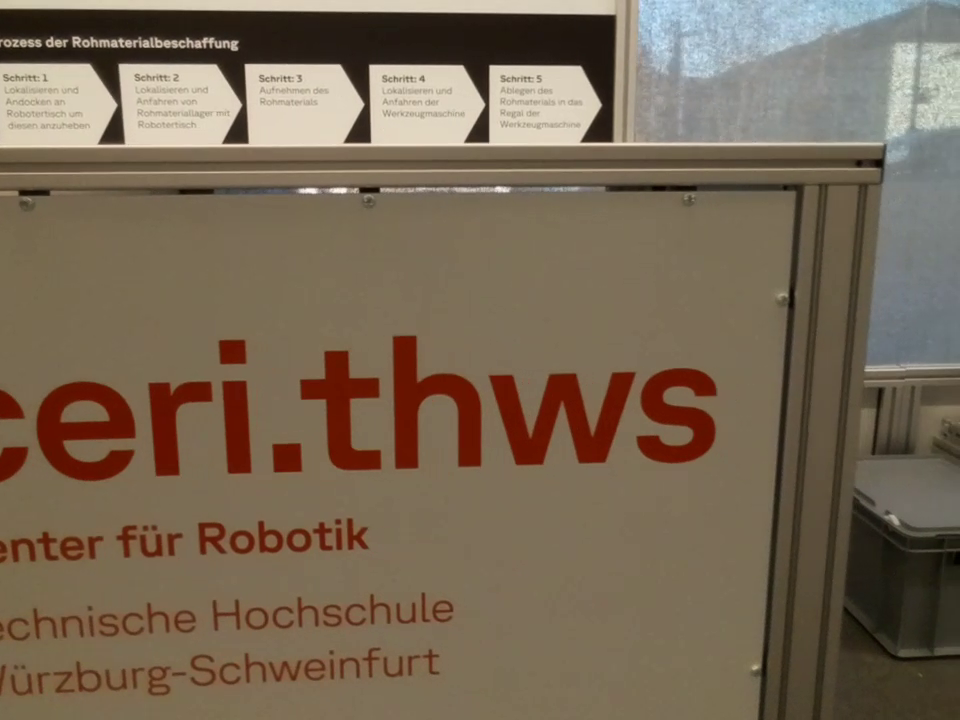 rozess der Rohmaterialbeschaffung
Schritt: 1
Lokalisieren und
Andocken an
Robotertisch um
diesen anzuheben
Schritt: 2
Lokalisieren und
Anfahren von
Rohmateriallager mit
Robotertisch
Schritt: 3
Aufnehmen des
Rohmaterials
Schritt: 4
Lokalisieren und
Anfahren der
Werkzeugmaschine
Schritt: 5
Ablegen des
Rohmaterials in das
Regal der
Werkzeugmaschine
ceri.thws
enter für Robotik
echnische Hochschule
Würzburg-Schweinfurt